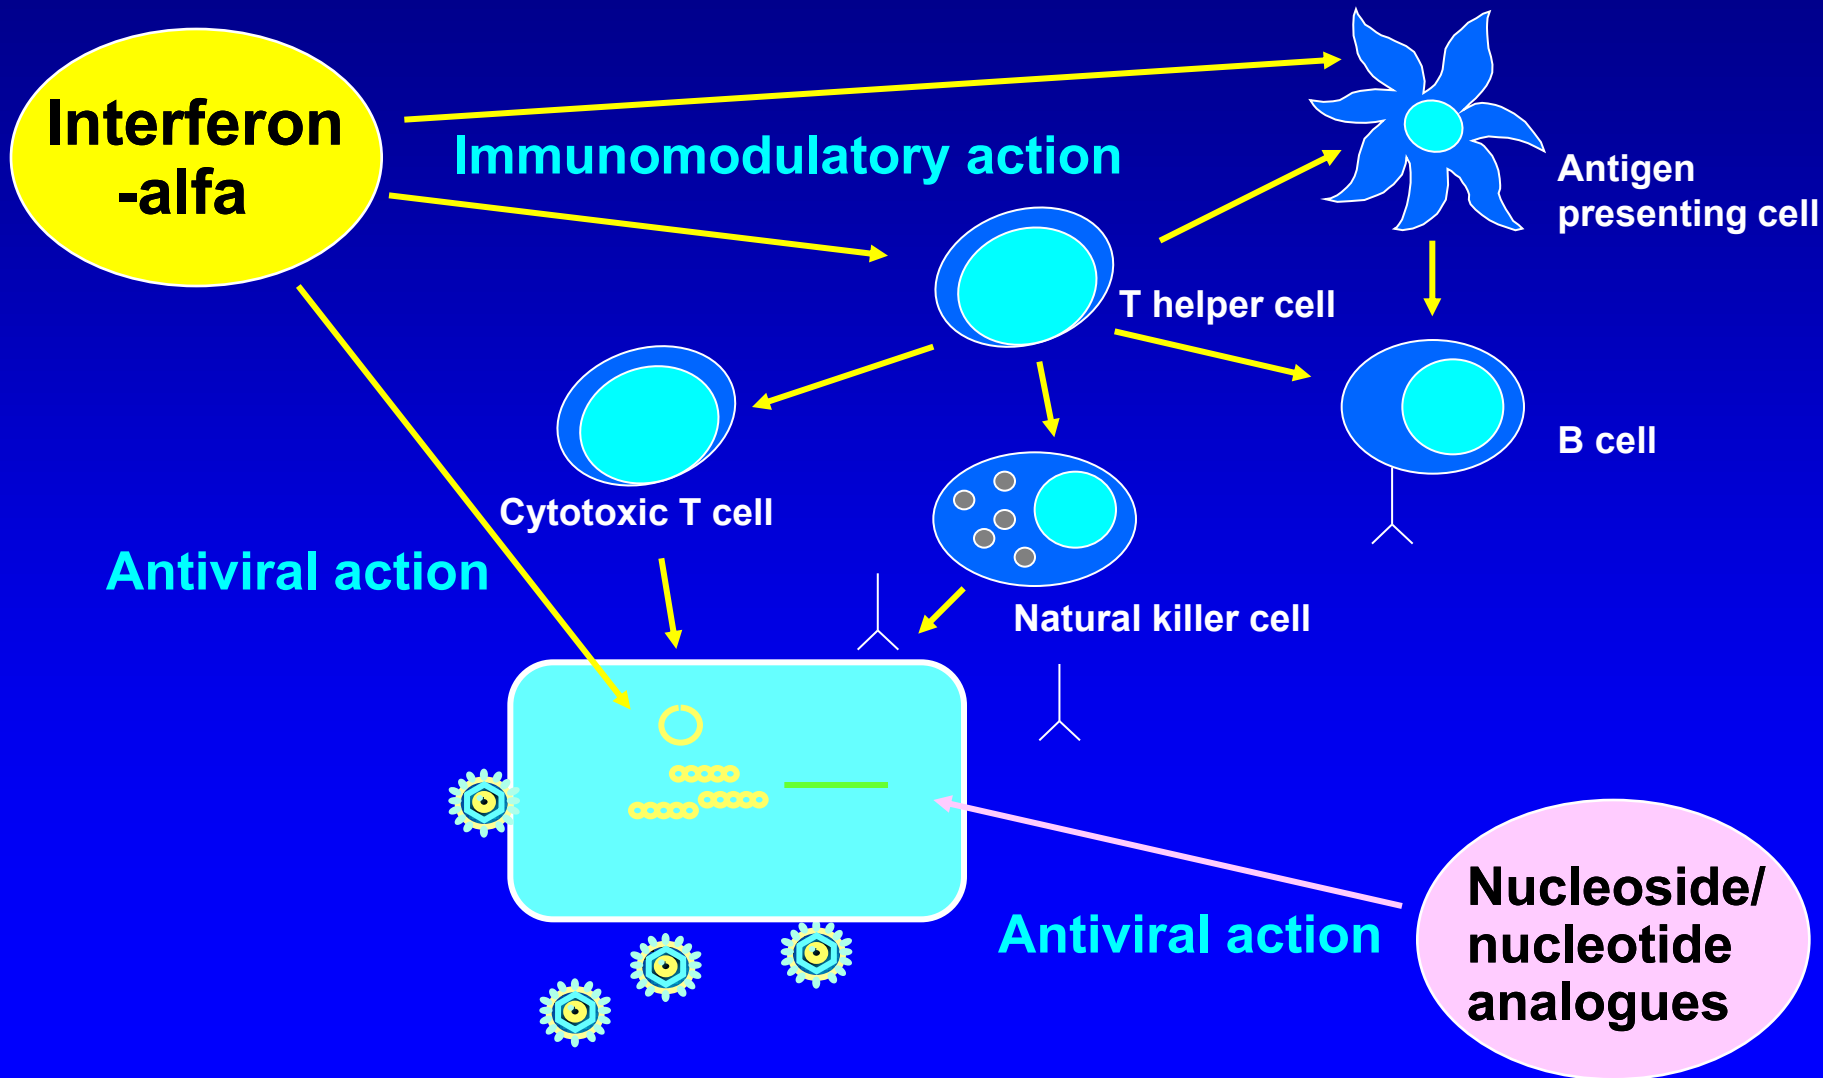 Interferon
-alfa
Immunomodulatory action
Antigen
presenting cell
T helper cell
B cell
Cytotoxic T cell
Antiviral action
Natural killer cell
Antiviral action
Nucleoside/
nucleotide
analogues